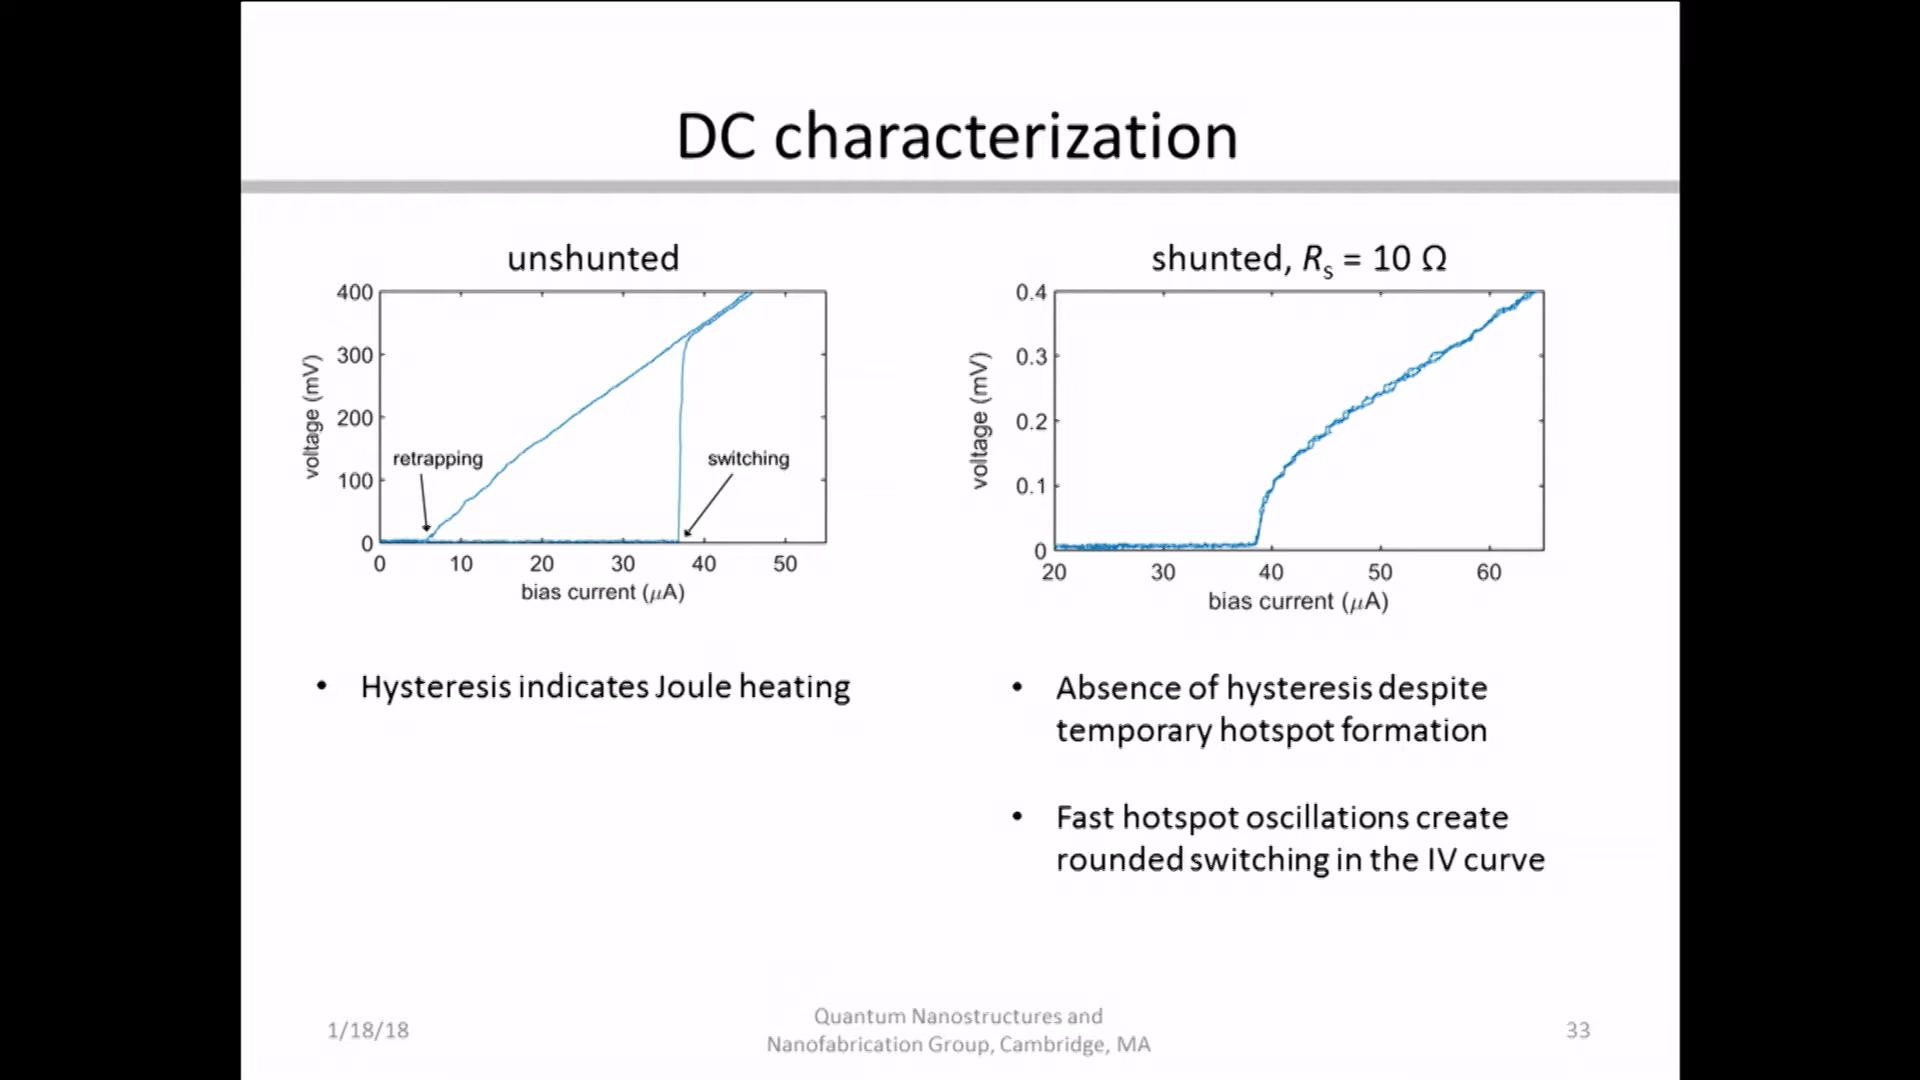 DC characterization
unshunted
400
300
200
100
0
voltage (mV)
retrapping
switching
0 10 20 30 40 50
bias current (μA)
• Hysteresis indicates Joule heating
shunted, Rs = 10 Ω
0.4
0.3
0.2
0.1
0
voltage (mV)
20 30 40 50 60
bias current (μA)
• Absence of hysteresis despite
temporary hotspot formation
• Fast hotspot oscillations create
rounded switching in the IV curve
1/18/18
Quantum Nanostructures and
Nanofabrication Group, Cambridge, MA
33